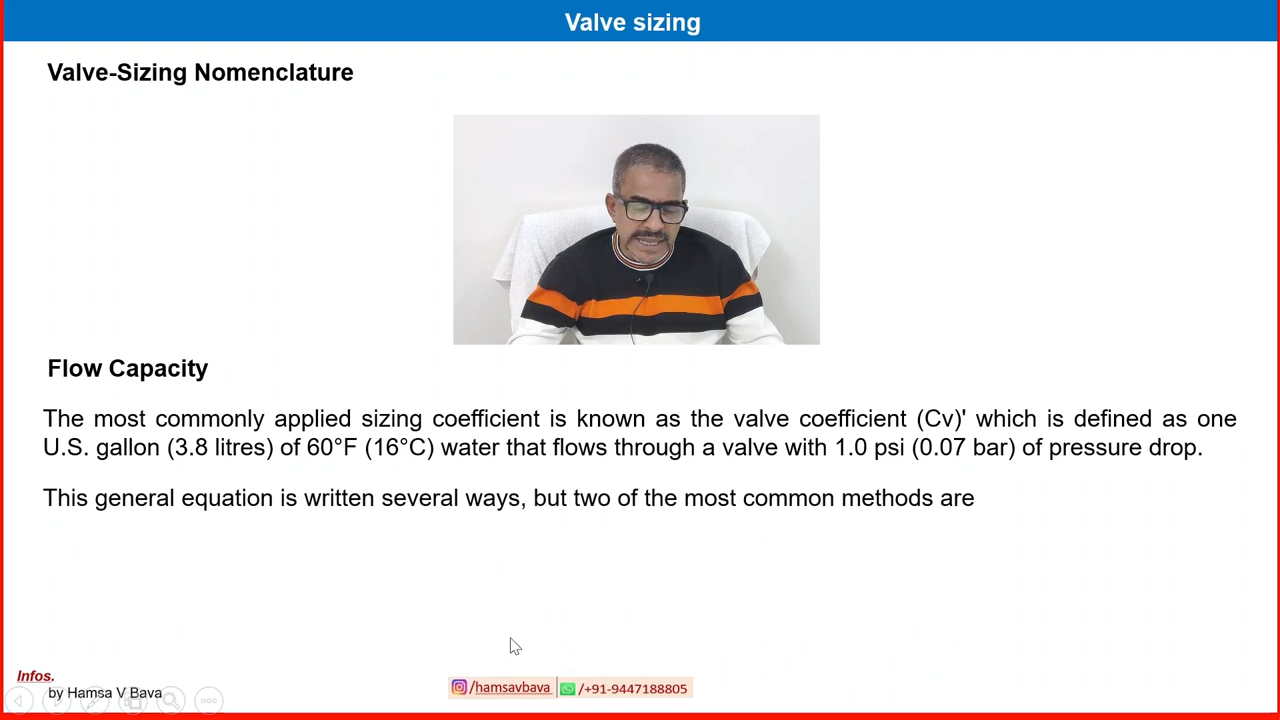 Valve sizing
Valve-Sizing Nomenclature
Flow Capacity
The most commonly applied sizing coefficient is known as the valve coefficient (Cv)' which is defined as one
U.S. gallon (3.8 litres) of 60°F (16°C) water that flows through a valve with 1.0 psi (0.07 bar) of pressure drop.
This general equation is written several ways, but two of the most common methods are
Infos.
by Hamsa V Bava
/hamsavbava
/+91-9447188805